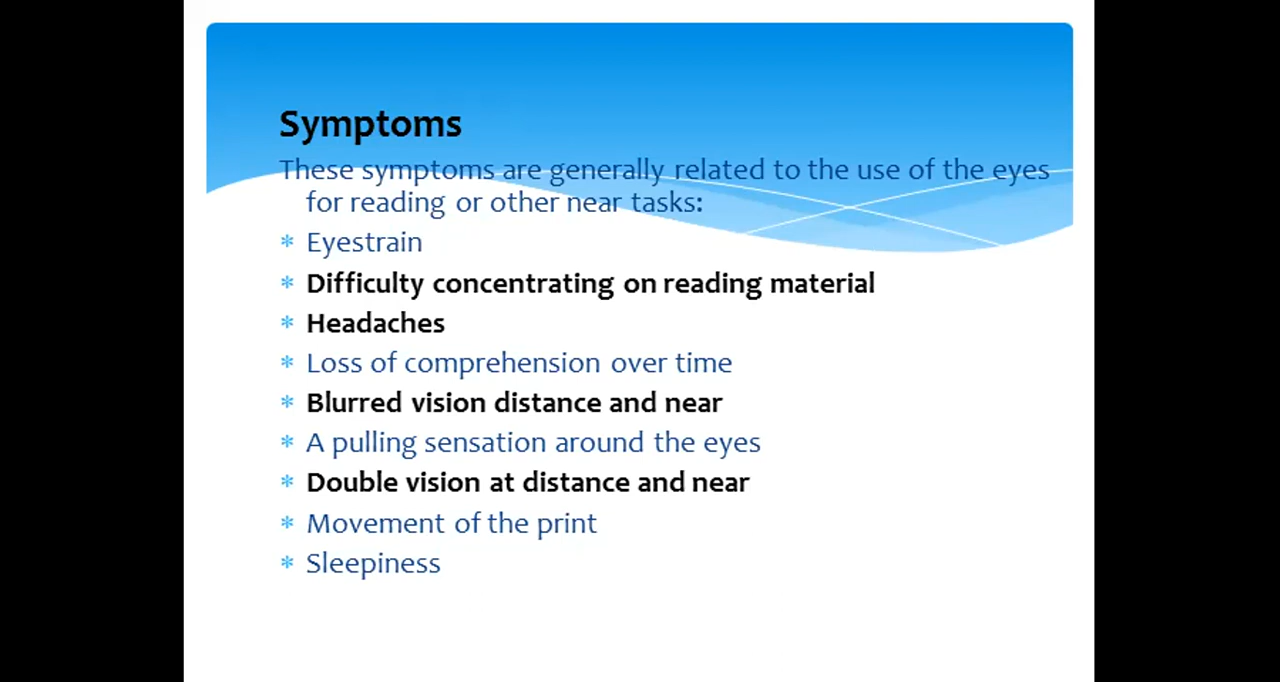 Symptoms
These symptoms are generally related to the use of the eyes
for reading or other near tasks:
* Eyestrain
* Difficulty concentrating on reading material
* Headaches
* Loss of comprehension over time
* Blurred vision distance and near
* A pulling sensation around the eyes
* Double vision at distance and near
* Movement of the print
* Sleepiness